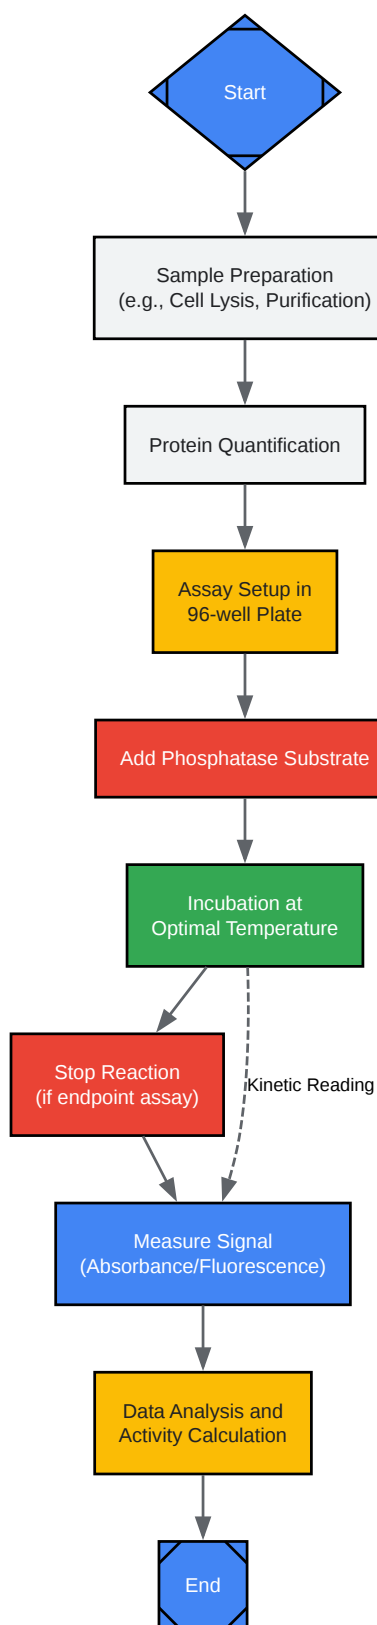 Start
Sample Preparation
(e.g., Cell Lysis, Purification)
Protein Quantification
Assay Setup in
96-well Plate
Add Phosphatase Substrate
Incubation at
Optimal Temperature
Stop Reaction
(if endpoint assay)
Kinetic Reading
Measure Signal
(Absorbance/Fluorescence)
Data Analysis and
Activity Calculation
End